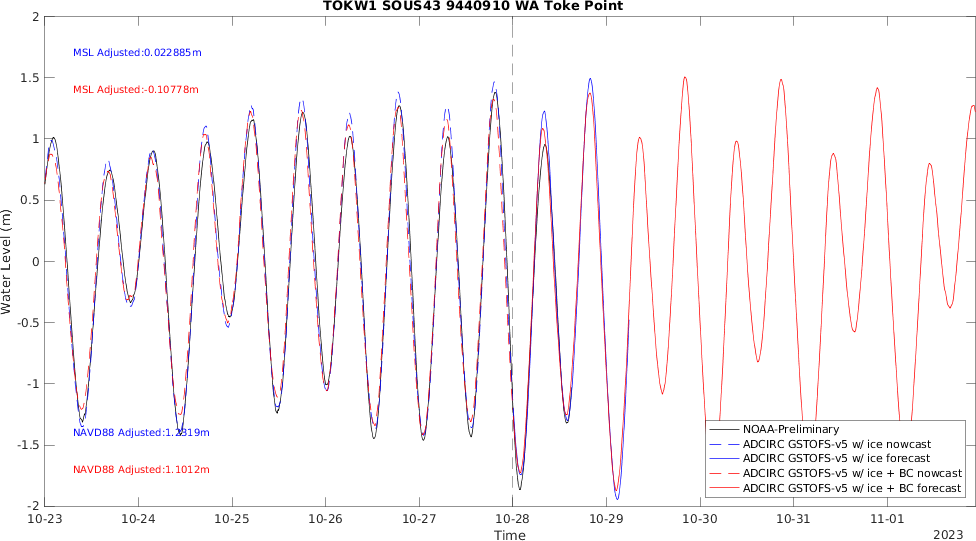 TOKW1 SOUS43 9440910 WA Toke Point
2
1.5
1
0.5
0
-0.5
-1
-1.5
-2
Water Level (m)
MSL Adjusted:0.022885m
MSL Adjusted:-0.10778m
NAVD88 Adjusted:1.2319m
NAVD88 Adjusted:1.1012m
NOAA-Preliminary
ADCIRC GSTOFS-v5 w/ ice nowcast
ADCIRC GSTOFS-v5 w/ ice forecast
ADCIRC GSTOFS-v5 w/ ice + BC nowcast
ADCIRC GSTOFS-v5 w/ ice + BC forecast
10-23 10-24 10-25 10-26 10-27 10-28 10-29 10-30 10-31 11-01
Time
2023